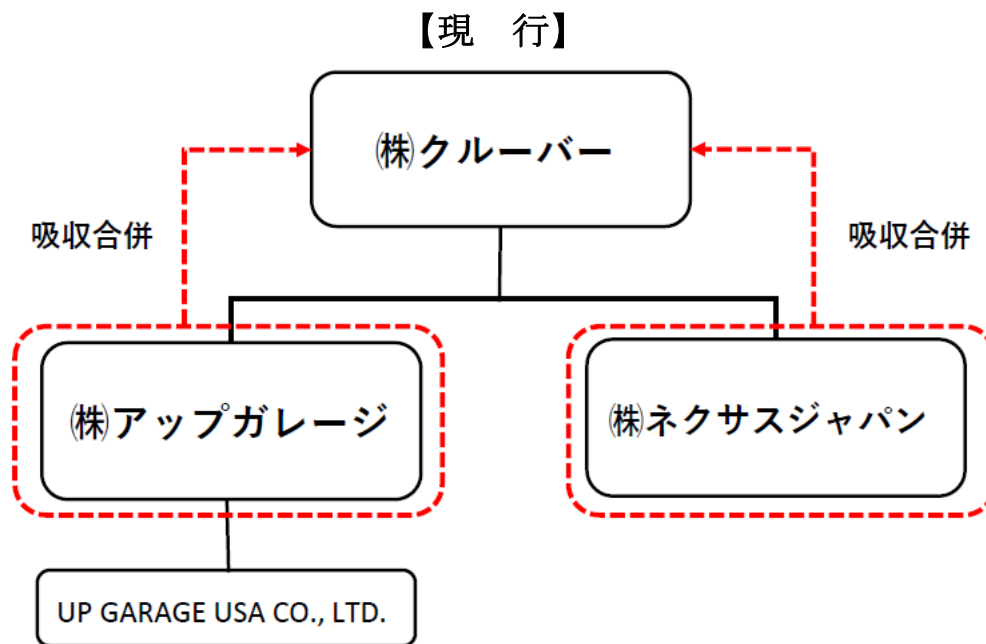 【現　行】
㈱クルーバー
吸収合併
吸収合併
㈱アップガレージ
㈱ネクサスジャパン
UP GARAGE USA CO., LTD.